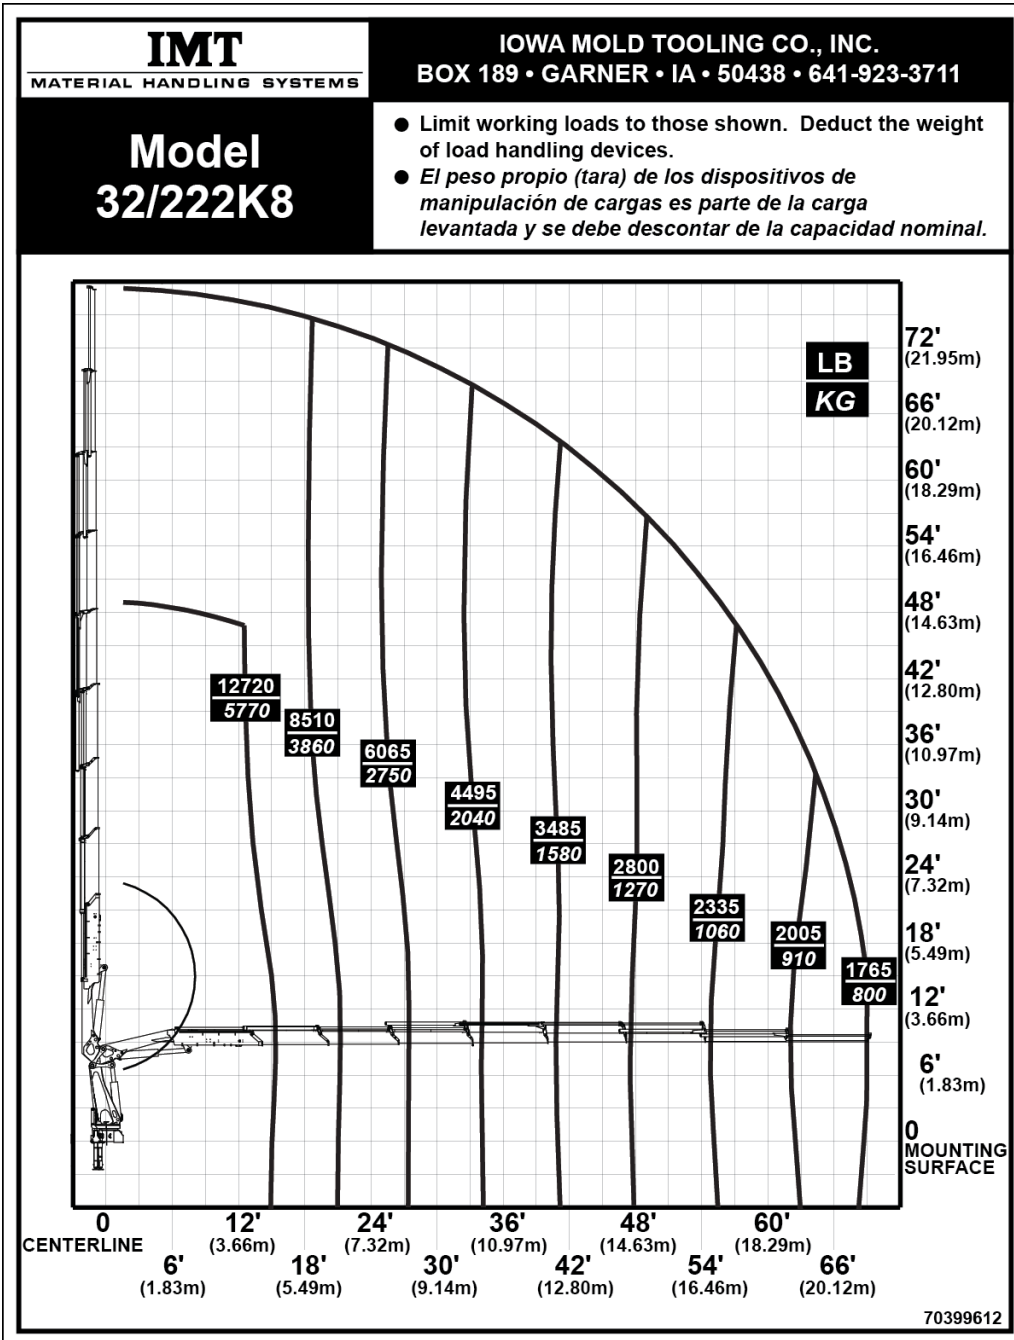 IMT
MATERIAL HANDLING SYSTEMS
IOWA MOLD TOOLING CO., INC.
BOX 189 • GARNER • IA • 50438 • 641-923-3711
Model
32/222K8
● Limit working loads to those shown.  Deduct the weight
of load handling devices.
● El peso propio (tara) de los dispositivos de
manipulación de cargas es parte de la carga
levantada y se debe descontar de la capacidad nominal.
LB
KG
72'
(21.95m)
66'
(20.12m)
60'
(18.29m)
54'
(16.46m)
48'
(14.63m)
42'
(12.80m)
36'
(10.97m)
30'
(9.14m)
24'
(7.32m)
18'
(5.49m)
12'
(3.66m)
6'
(1.83m)
0
MOUNTING
SURFACE
12720
5770
8510
3860
6065
2750
4495
2040
3485
1580
2800
1270
2335
1060
2005
910
1765
800
0
CENTERLINE
6'
(1.83m)
12'
(3.66m)
18'
(5.49m)
24'
(7.32m)
30'
(9.14m)
36'
(10.97m)
42'
(12.80m)
48'
(14.63m)
54'
(16.46m)
60'
(18.29m)
66'
(20.12m)
70399612